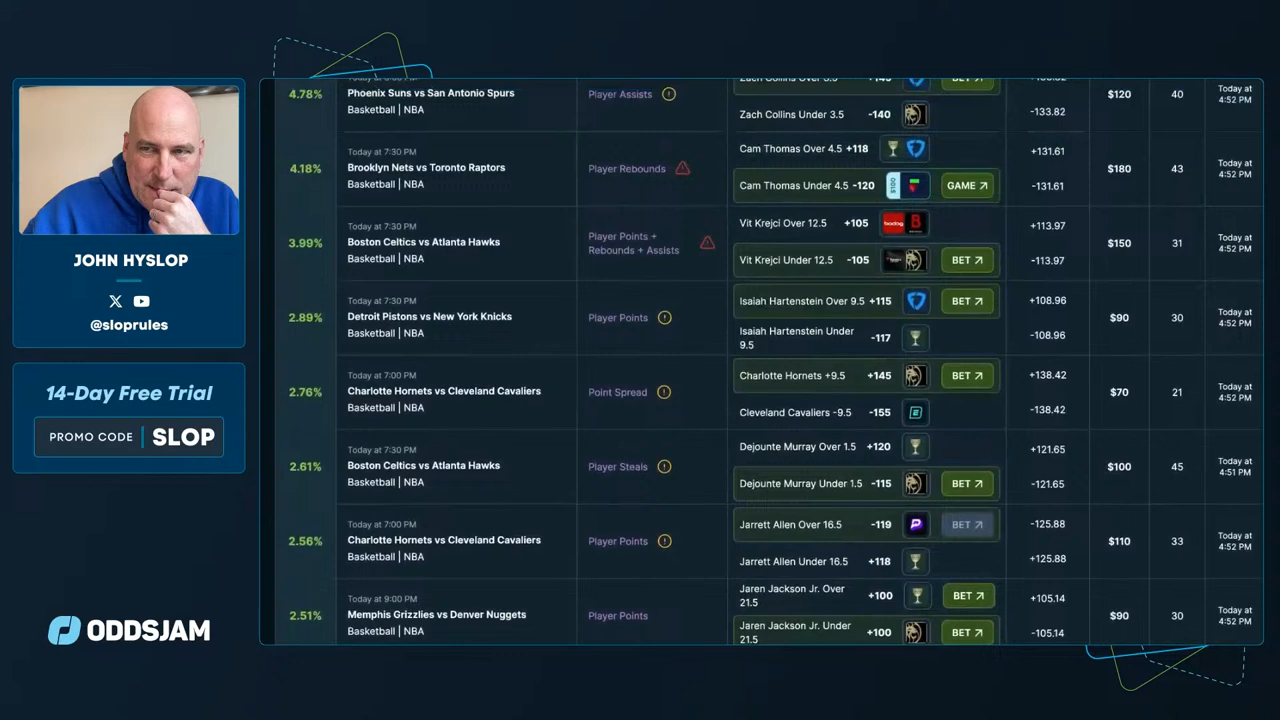 JOHN HYSLOP
@sloprules
14-Day Free Trial
PROMO CODE | SLOP
ODDSJAM
4.78%
Phoenix Suns vs San Antonio Spurs
Basketball | NBA
Player Assists
BET
Zach Collins Under 3.5 -140
-133.82
$120
40
Today at
4:52 PM
4.18%
Today at 7:30 PM
Brooklyn Nets vs Toronto Raptors
Basketball | NBA
Player Rebounds
Cam Thomas Over 4.5 +118
Cam Thomas Under 4.5 -120
$100
GAME
+131.61
-131.61
$180
43
Today at
4:52 PM
3.99%
Today at 7:30 PM
Boston Celtics vs Atlanta Hawks
Basketball | NBA
Player Points +
Rebounds + Assists
Vit Krejci Over 12.5 +105
Vit Krejci Under 12.5 -105
BET
+113.97
-113.97
$150
31
Today at
4:52 PM
2.89%
Today at 7:30 PM
Detroit Pistons vs New York Knicks
Basketball | NBA
Player Points
Isaiah Hartenstein Over 9.5 +115
BET
Isaiah Hartenstein Under
9.5 -117
+108.96
-108.96
$90
30
Today at
4:52 PM
2.76%
Today at 7:00 PM
Charlotte Hornets vs Cleveland Cavaliers
Basketball | NBA
Point Spread
Charlotte Hornets +9.5 +145
BET
Cleveland Cavaliers -9.5 -155
+138.42
-138.42
$70
21
Today at
4:52 PM
2.61%
Today at 7:30 PM
Boston Celtics vs Atlanta Hawks
Basketball | NBA
Player Steals
Dejounte Murray Over 1.5 +120
Dejounte Murray Under 1.5 -115
BET
+121.65
-121.65
$100
45
Today at
4:51 PM
2.56%
Today at 7:00 PM
Charlotte Hornets vs Cleveland Cavaliers
Basketball | NBA
Player Points
Jarrett Allen Over 16.5 -119
BET
Jarrett Allen Under 16.5 +118
-125.88
+125.88
$110
33
Today at
4:52 PM
2.51%
Today at 9:00 PM
Memphis Grizzlies vs Denver Nuggets
Basketball | NBA
Player Points
Jaren Jackson Jr. Over
21.5 +100
BET
Jaren Jackson Jr. Under
21.5 +100
BET
+105.14
-105.14
$90
30
Today at
4:52 PM